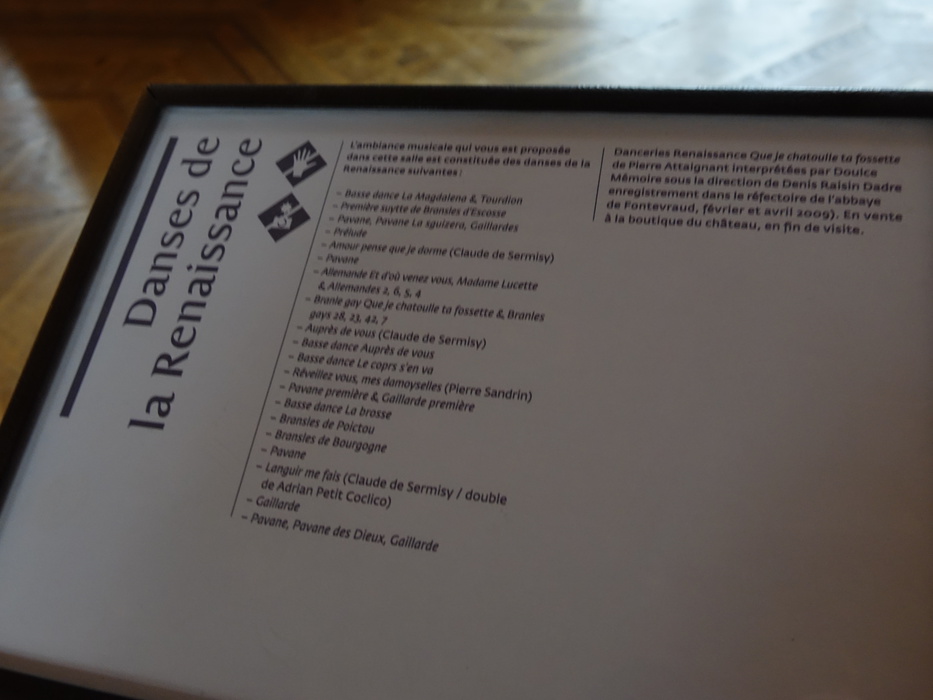 Danses de
la Renaissance
L'ambiance musicale qui vous est proposée
dans cette salle est constituée des danses de la
Renaissance suivantes :
– Basse dance La Magdalena & Tourdion
– Première suytte de Bransles d'Escosse
– Pavane, Pavane La sguizera, Gaillardes
– Prélude
– Amour pense que je dorme (Claude de Sermisy)
– Pavane
– Allemande Et d'où venez vous, Madame Lucette
& Allemandes 2, 6, 5, 4
– Branle gay Que je chatoulle ta fossette & Branles
gays 28, 23, 42, 7
– Auprès de vous (Claude de Sermisy)
– Basse dance Auprès de vous
– Basse dance Le coprs s'en va
– Réveillez vous, mes damoyselles (Pierre Sandrin)
– Pavane première & Gaillarde première
– Basse dance La brosse
– Bransles de Poictou
– Bransles de Bourgogne
– Pavane
– Languir me fais (Claude de Sermisy / double
de Adrian Petit Coclico)
– Gaillarde
– Pavane, Pavane des Dieux, Gaillarde
Danceries Renaissance Que je chatoulle ta fossette
de Pierre Attaignant interprétées par Doulce
Mémoire sous la direction de Denis Raisin Dadre
enregistrement dans le réfectoire de l'abbaye
de Fontevraud, février et avril 2009). En vente
à la boutique du château, en fin de visite.